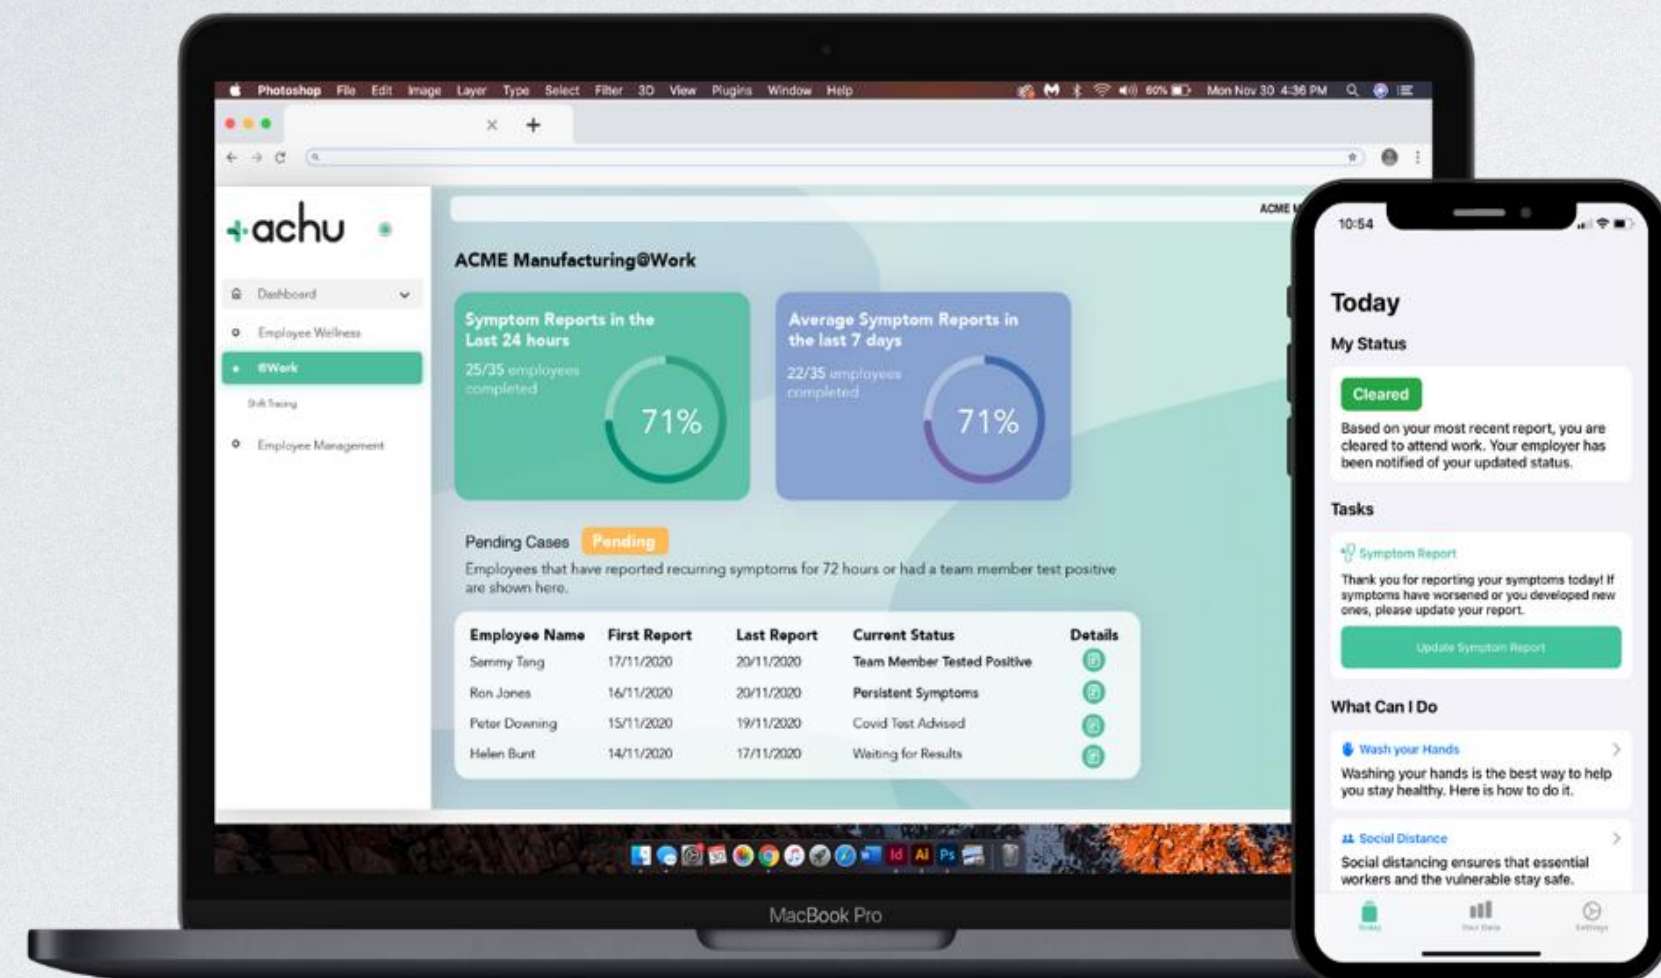 Photoshop File Edit Image Layer Type Select Filter 3D View Plugins Window Help 60% Mon Nov 30 4:36 PM
achu
ACME
Dashboard
Employee Wellness
@Work
Shift Tracing
Employee Management
ACME Manufacturing@Work
Symptom Reports in the
Last 24 hours
25/35 employees
completed
71%
Average Symptom Reports in
the last 7 days
22/35 employees
completed
71%
Pending Cases Pending
Employees that have reported recurring symptoms for 72 hours or had a team member test positive
are shown here.
Employee Name First Report Last Report Current Status Details
Sammy Tang 17/11/2020 20/11/2020 Team Member Tested Positive
Ron Jones 16/11/2020 20/11/2020 Persistent Symptoms
Peter Downing 15/11/2020 19/11/2020 Covid Test Advised
Helen Bunt 14/11/2020 17/11/2020 Waiting for Results
Id Ai Ps
MacBook Pro
10:54
Today
My Status
Cleared
Based on your most recent report, you are
cleared to attend work. Your employer has
been notified of your updated status.
Tasks
Symptom Report
Thank you for reporting your symptoms today! If
symptoms have worsened or you developed new
ones, please update your report.
Update Symptom Report
What Can I Do
Wash your Hands
Washing your hands is the best way to help
you stay healthy. Here is how to do it.
Social Distance
Social distancing ensures that essential
workers and the vulnerable stay safe.
Today Your Data Settings